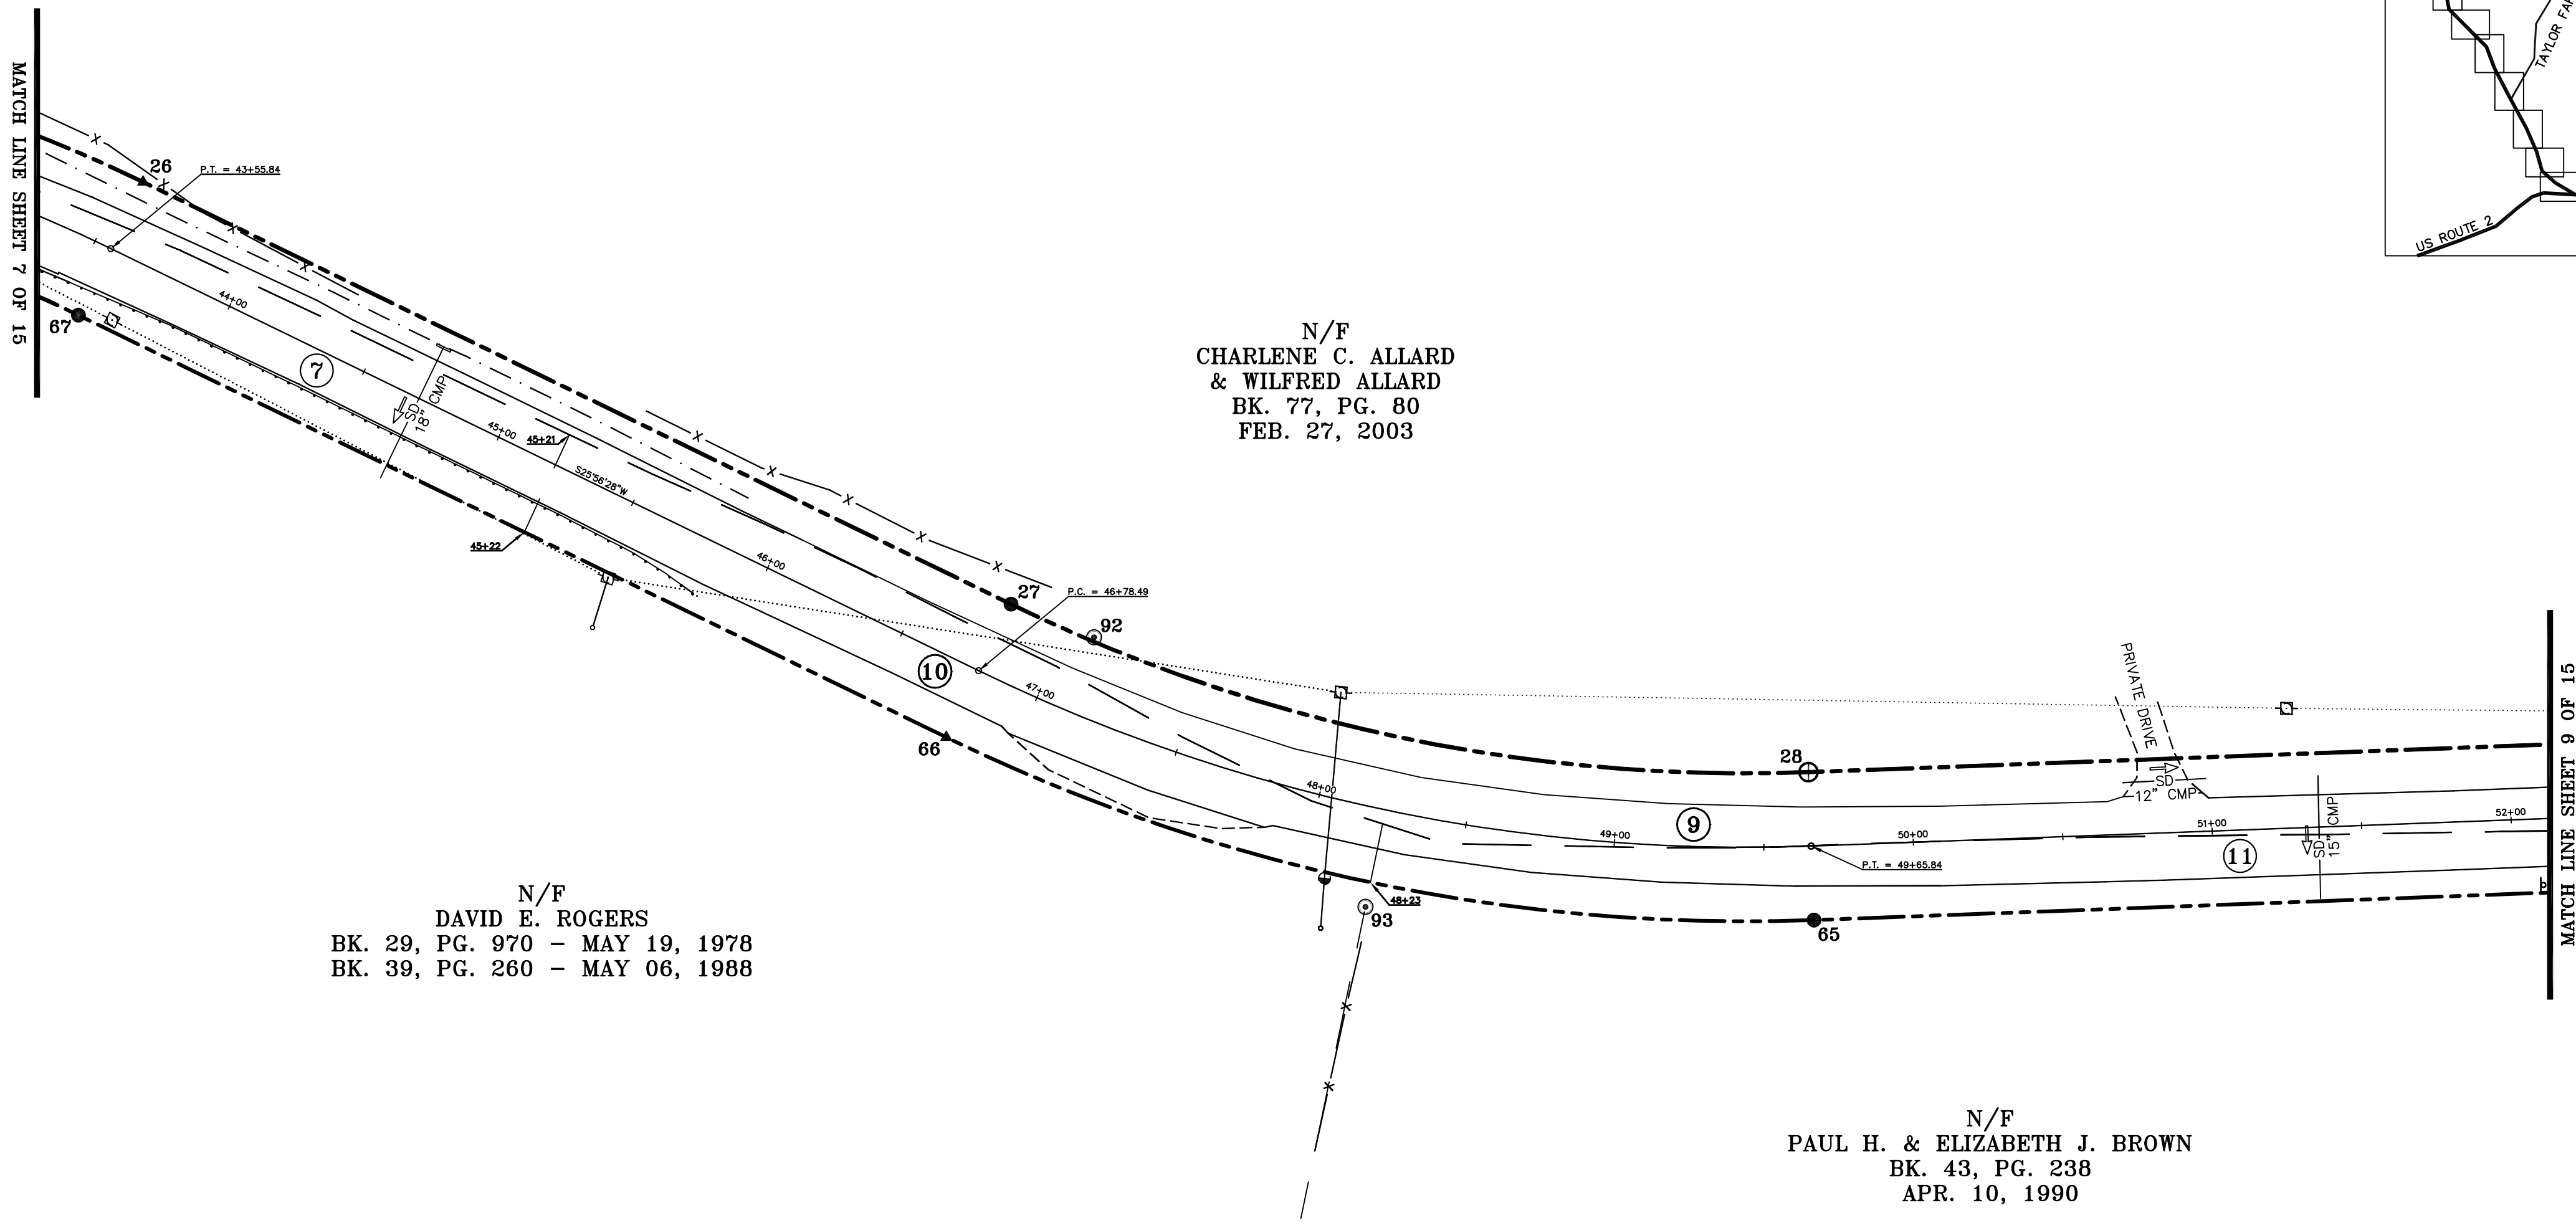 MATCH LINE SHEET 7 OF 15
26
P.T. = 43+55.84
67
44+00
7
SD
18" CMP
45+00
45+21
S25°56'28"W
45+22
46+00
27
92
P.C. = 46+78.49
10
47+00
66
48+00
48+23
93
49+00
9
28
50+00
P.T. = 49+65.84
65
PRIVATE DRIVE
SD
12" CMP
51+00
11
SD
15" CMP
52+00
MATCH LINE SHEET 9 OF 15
N/F
CHARLENE C. ALLARD
& WILFRED ALLARD
BK. 77, PG. 80
FEB. 27, 2003
N/F
DAVID E. ROGERS
BK. 29, PG. 970 – MAY 19, 1978
BK. 39, PG. 260 – MAY 06, 1988
N/F
PAUL H. & ELIZABETH J. BROWN
BK. 43, PG. 238
APR. 10, 1990
TAYLOR
US ROUTE 2